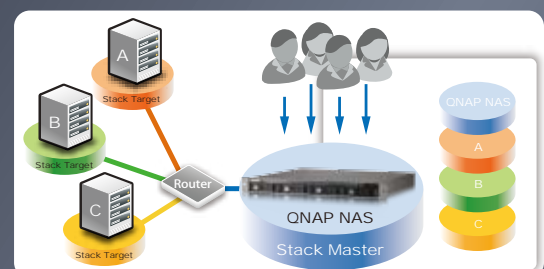 A
Stack Target
B
Stack Target
C
Stack Target
Router
QNAP NAS
Stack Master
QNAP NAS
A
B
C